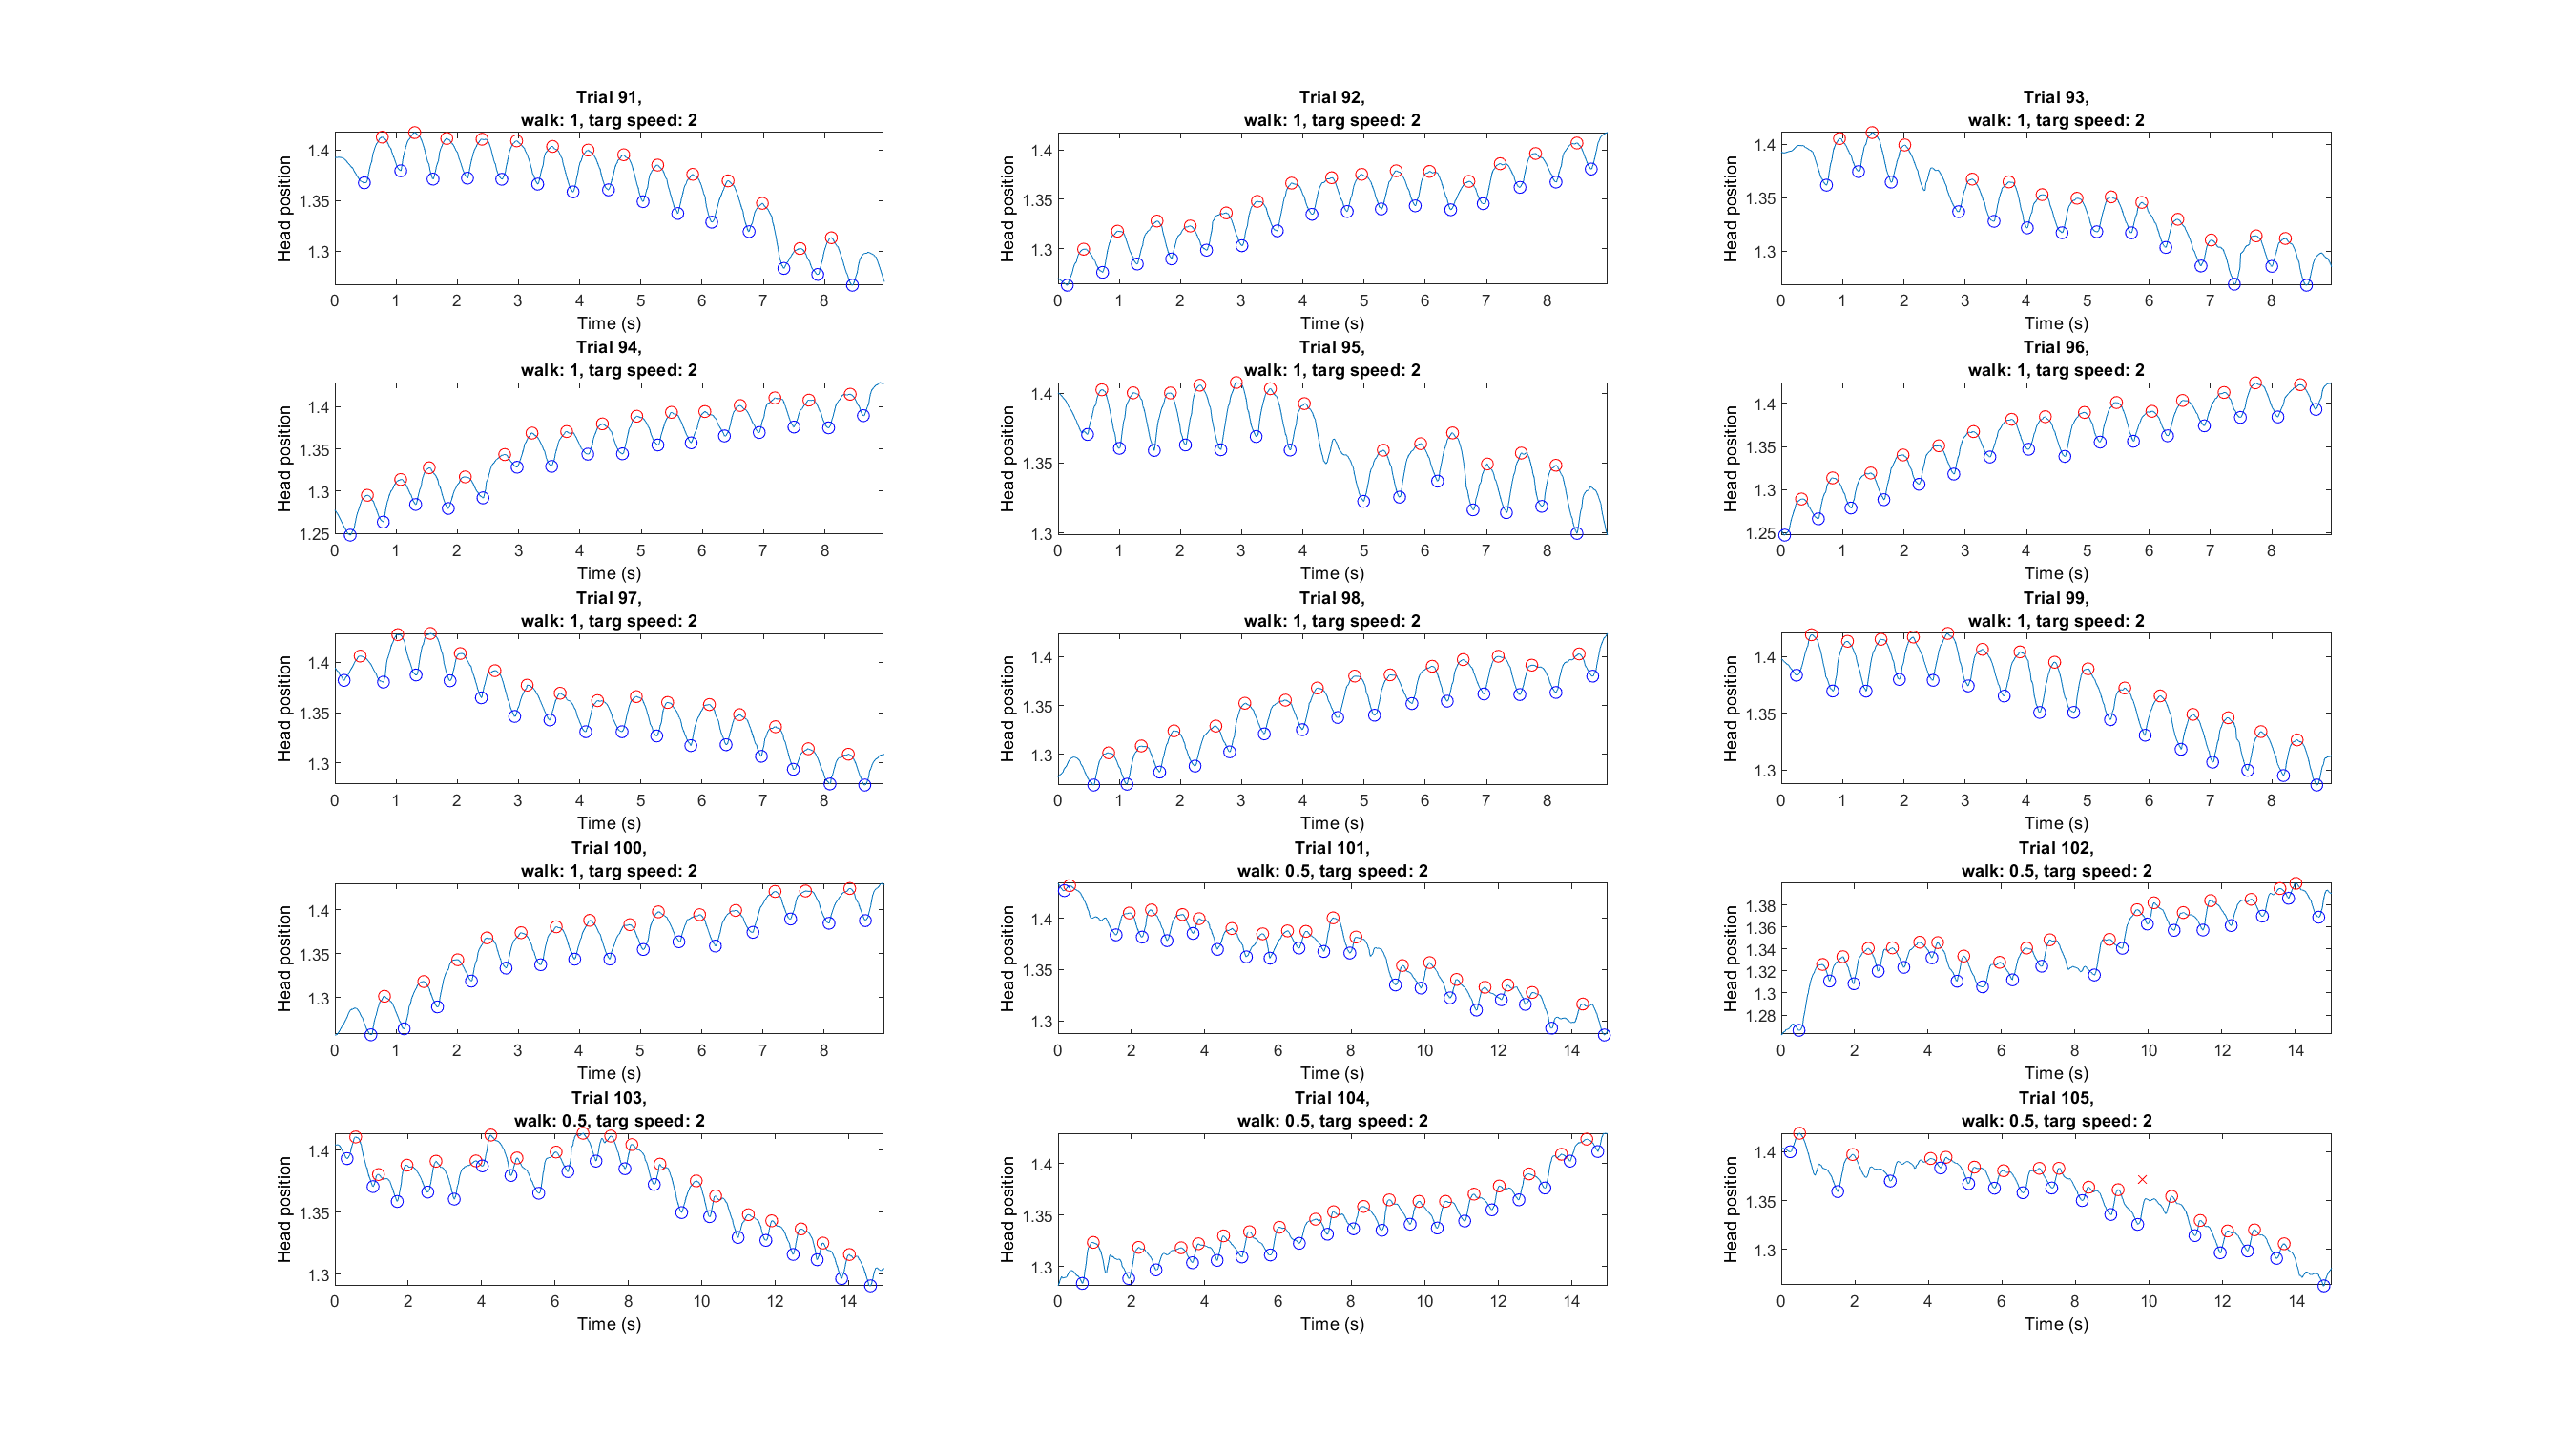 Trial 91,
walk: 1, targ speed: 2
Head position
1.4
1.35
1.3
0 1 2 3 4 5 6 7 8
Time (s)
Trial 92,
walk: 1, targ speed: 2
Head position
1.4
1.35
1.3
0 1 2 3 4 5 6 7 8
Time (s)
Trial 93,
walk: 1, targ speed: 2
Head position
1.4
1.35
1.3
0 1 2 3 4 5 6 7 8
Time (s)
Trial 94,
walk: 1, targ speed: 2
Head position
1.4
1.35
1.3
1.25
0 1 2 3 4 5 6 7 8
Time (s)
Trial 95,
walk: 1, targ speed: 2
Head position
1.4
1.35
1.3
0 1 2 3 4 5 6 7 8
Time (s)
Trial 96,
walk: 1, targ speed: 2
Head position
1.4
1.35
1.3
1.25
0 1 2 3 4 5 6 7 8
Time (s)
Trial 97,
walk: 1, targ speed: 2
Head position
1.4
1.35
1.3
0 1 2 3 4 5 6 7 8
Time (s)
Trial 98,
walk: 1, targ speed: 2
Head position
1.4
1.35
1.3
0 1 2 3 4 5 6 7 8
Time (s)
Trial 99,
walk: 1, targ speed: 2
Head position
1.4
1.35
1.3
0 1 2 3 4 5 6 7 8
Time (s)
Trial 100,
walk: 1, targ speed: 2
Head position
1.4
1.35
1.3
0 1 2 3 4 5 6 7 8
Time (s)
Trial 101,
walk: 0.5, targ speed: 2
Head position
1.4
1.35
1.3
0 2 4 6 8 10 12 14
Time (s)
Trial 102,
walk: 0.5, targ speed: 2
Head position
1.38
1.36
1.34
1.32
1.3
1.28
0 2 4 6 8 10 12 14
Time (s)
Trial 103,
walk: 0.5, targ speed: 2
Head position
1.4
1.35
1.3
0 2 4 6 8 10 12 14
Time (s)
Trial 104,
walk: 0.5, targ speed: 2
Head position
1.4
1.35
1.3
0 2 4 6 8 10 12 14
Time (s)
Trial 105,
walk: 0.5, targ speed: 2
Head position
1.4
1.35
1.3
0 2 4 6 8 10 12 14
Time (s)